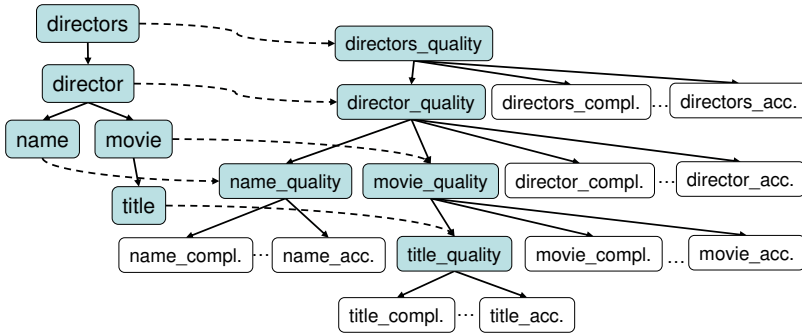 directors
directors_quality
director
director_quality
directors_compl.
...
directors_acc.
name
movie
name_quality
movie_quality
director_compl.
...
director_acc.
title
name_compl.
...
name_acc.
title_quality
movie_compl.
...
movie_acc.
title_compl.
...
title_acc.